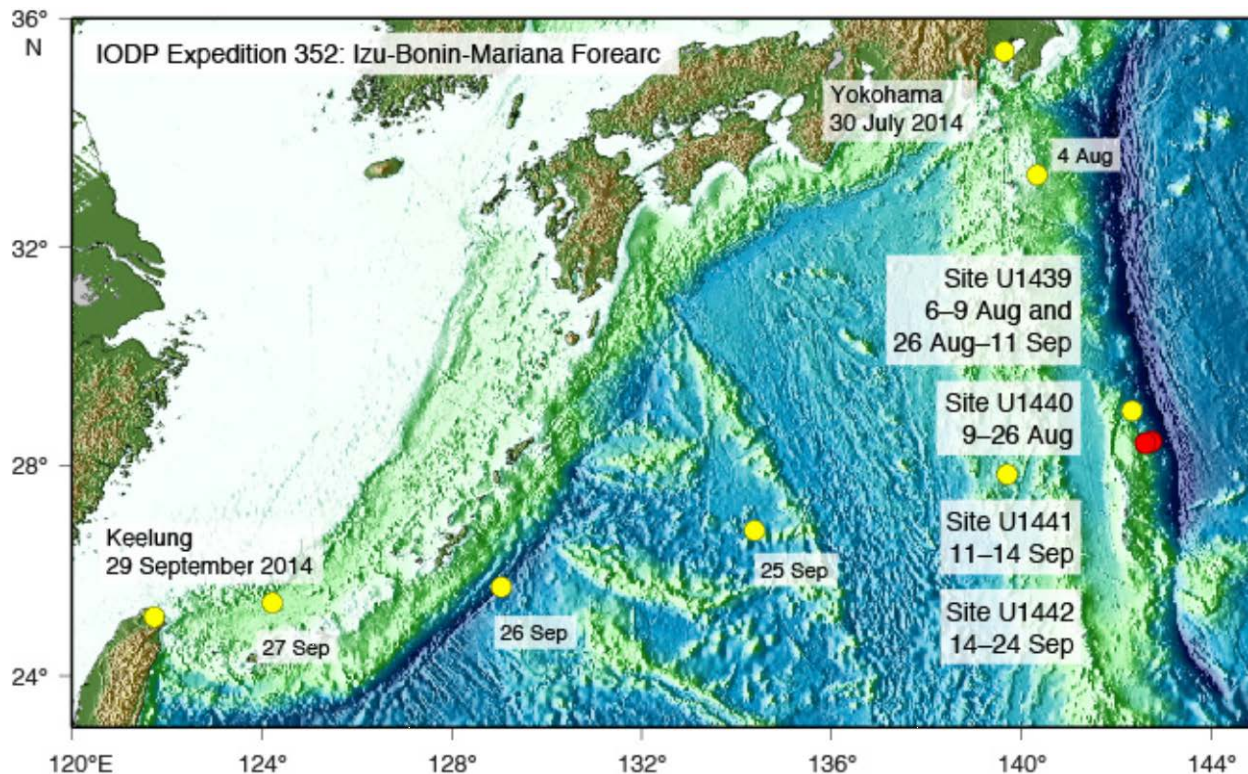 36°
N
IODP Expedition 352: Izu-Bonin-Mariana Forearc
Yokohama
30 July 2014
4 Aug
32°
Site U1439
6–9 Aug and
26 Aug–11 Sep
Site U1440
9–26 Aug
28°
Site U1441
11–14 Sep
Keelung
29 September 2014
25 Sep
26 Sep
27 Sep
Site U1442
14–24 Sep
24°
120°E
124°
128°
132°
136°
140°
144°